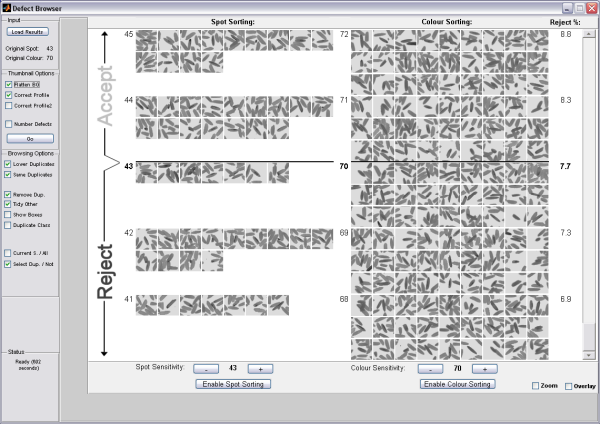 Defect Browser
Input
Load Results
Original Spot: 43
Original Colour: 70
Thumbnail Options
Flatten BG
Correct Profile
Correct Profile2
Number Defects
Go
Browsing Options
Lower Duplicates
Same Duplicates
Remove Dup.
Tidy Other
Show Boxes
Duplicate Class
Current S. / All
Select Dup. / Not
Status
Ready (602
seconds)
Spot Sorting: Colour Sorting: Reject %:
Accept
Reject
45 72 8.8
44 71 8.3
43 70 7.7
42 69 7.3
41 68 6.9
Spot Sensitivity: - 43 + Colour Sensitivity: - 70 +
Enable Spot Sorting Enable Colour Sorting
Zoom Overlay